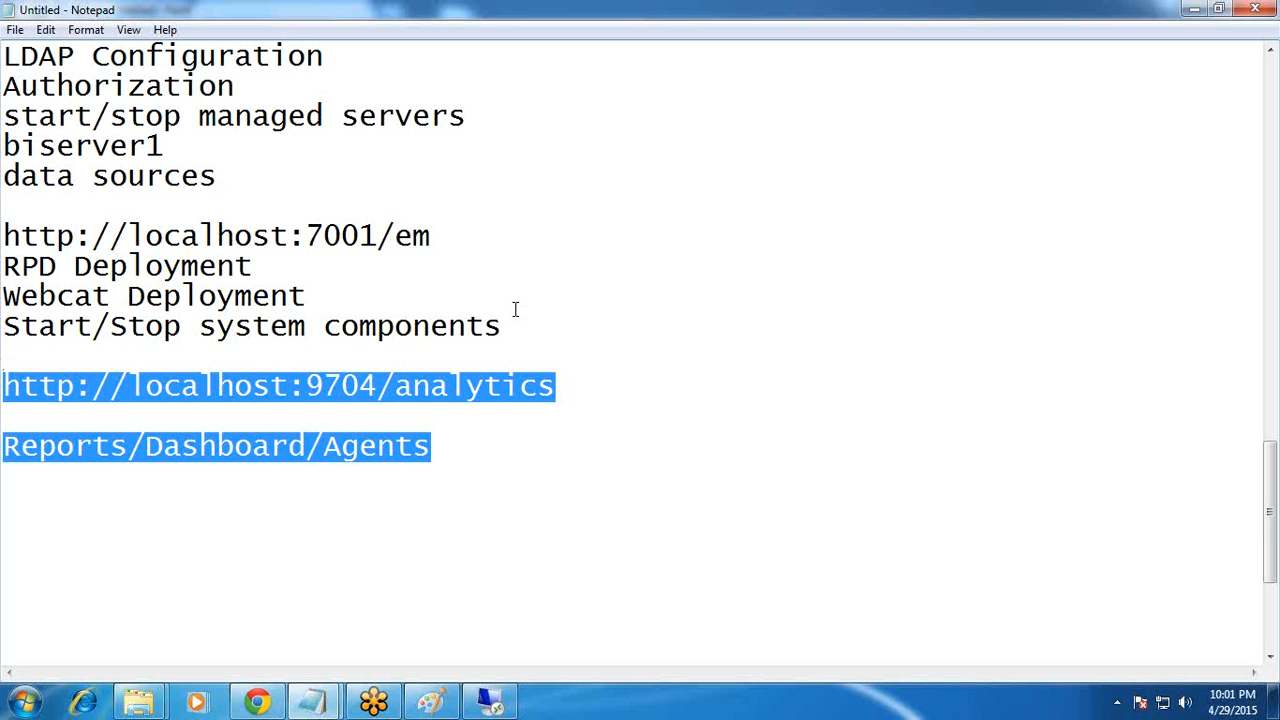 Untitled - Notepad
File Edit Format View Help
LDAP Configuration
Authorization
start/stop managed servers
biserver1
data sources
http://localhost:7001/em
RPD Deployment
Webcat Deployment
Start/Stop system components
http://localhost:9704/analytics
Reports/Dashboard/Agents
10:01 PM
4/29/2015